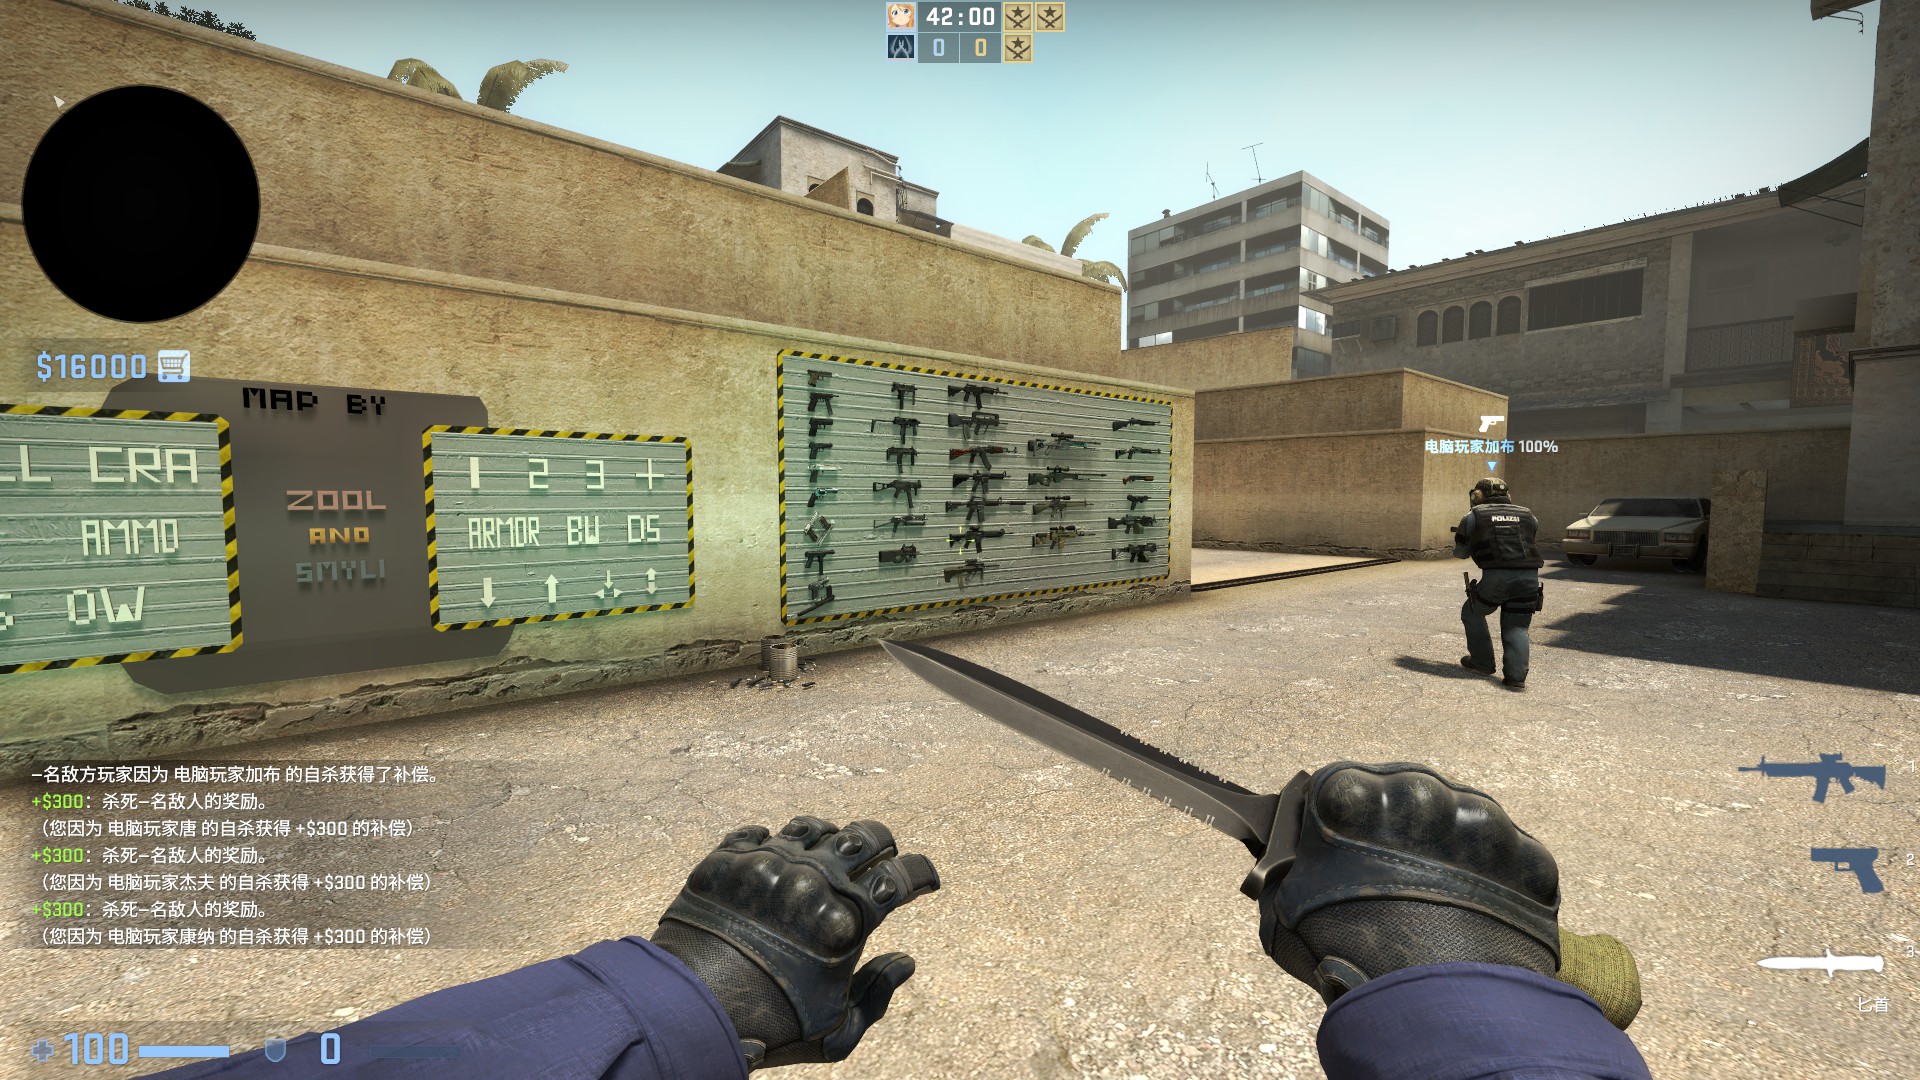 42:00
0 0
$16000
MAP BY
LL CRA
AMMO
OW
ZOOL
AND
SMYLI
1 2 3 +
ARMOR BW DS
电脑玩家加布 100%
POLIZEI
一名敌方玩家因为 电脑玩家加布 的自杀获得了补偿。
+$300：杀死一名敌人的奖励。
（您因为 电脑玩家唐 的自杀获得 +$300 的补偿）
+$300：杀死一名敌人的奖励。
（您因为 电脑玩家杰夫 的自杀获得 +$300 的补偿）
+$300：杀死一名敌人的奖励。
（您因为 电脑玩家康纳 的自杀获得 +$300 的补偿）
1
2
3
匕首
100 0